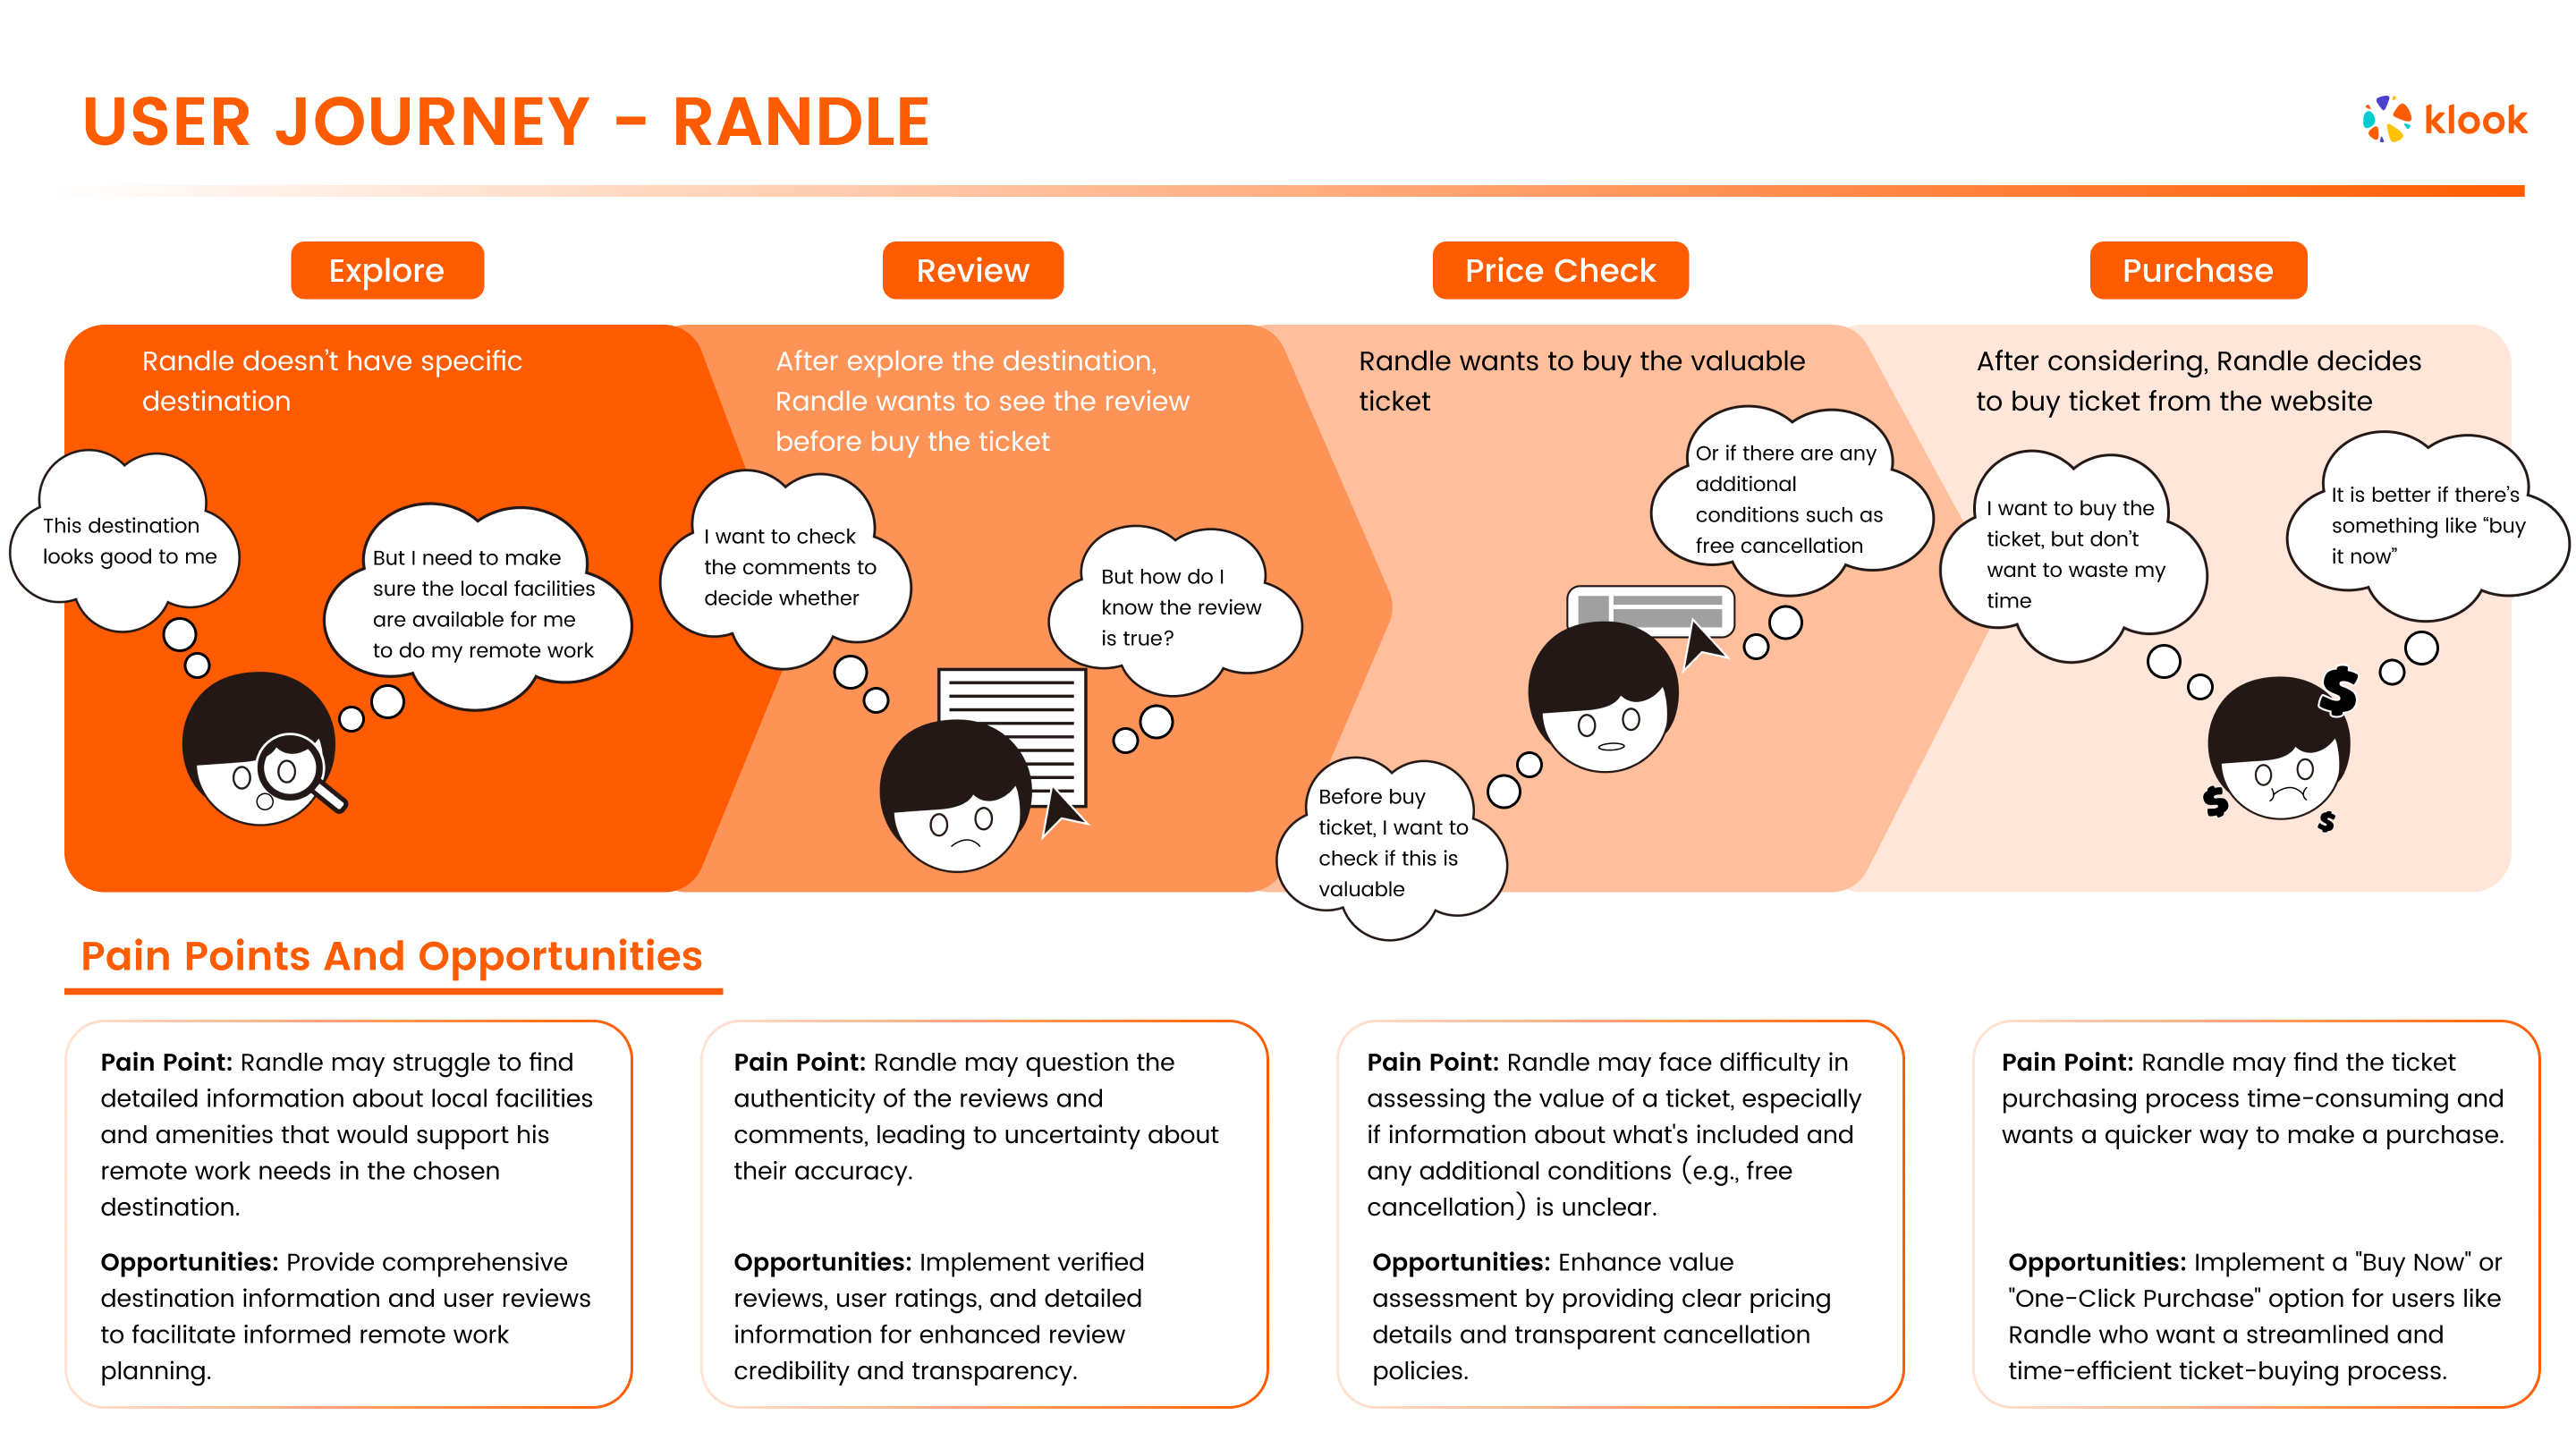 USER JOURNEY - RANDLE
klook
Explore
Review
Price Check
Purchase
Randle doesn't have specific
destination
This destination
looks good to me
But I need to make
sure the local facilities
are available for me
to do my remote work
After explore the destination,
Randle wants to see the review
before buy the ticket
I want to check
the comments to
decide whether
But how do I
know the review
is true?
Randle wants to buy the valuable
ticket
Or if there are any
additional
conditions such as
free cancellation
Before buy
ticket, I want to
check if this is
valuable
After considering, Randle decides
to buy ticket from the website
I want to buy the
ticket, but don't
want to waste my
time
It is better if there's
something like “buy
it now”
$
$
$
Pain Points And Opportunities
Pain Point: Randle may struggle to find
detailed information about local facilities
and amenities that would support his
remote work needs in the chosen
destination.
Opportunities: Provide comprehensive
destination information and user reviews
to facilitate informed remote work
planning.
Pain Point: Randle may question the
authenticity of the reviews and
comments, leading to uncertainty about
their accuracy.
Opportunities: Implement verified
reviews, user ratings, and detailed
information for enhanced review
credibility and transparency.
Pain Point: Randle may face difficulty in
assessing the value of a ticket, especially
if information about what's included and
any additional conditions (e.g., free
cancellation) is unclear.
Opportunities: Enhance value
assessment by providing clear pricing
details and transparent cancellation
policies.
Pain Point: Randle may find the ticket
purchasing process time-consuming and
wants a quicker way to make a purchase.
Opportunities: Implement a "Buy Now" or
"One-Click Purchase" option for users like
Randle who want a streamlined and
time-efficient ticket-buying process.